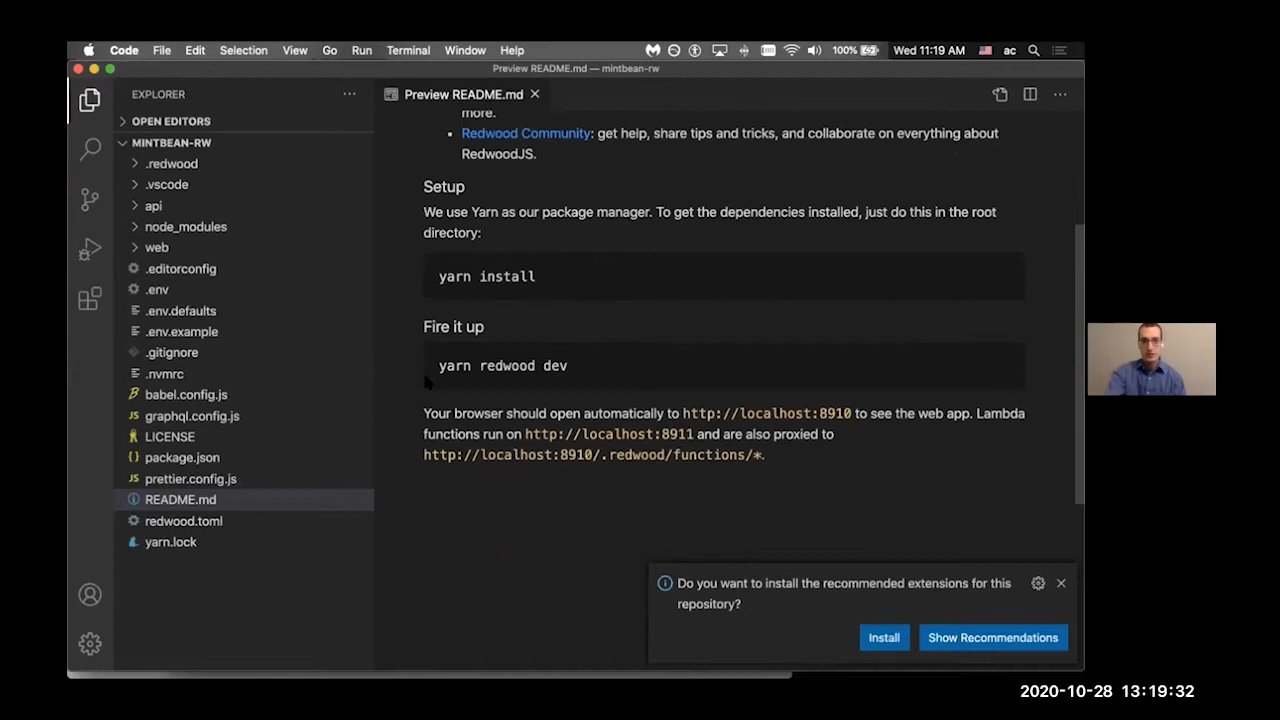 Code File Edit Selection View Go Run Terminal Window Help 100% Wed 11:19 AM ac
Preview README.md — mintbean-rw
EXPLORER
OPEN EDITORS
MINTBEAN-RW
.redwood
.vscode
api
node_modules
web
.editorconfig
.env
.env.defaults
.env.example
.gitignore
.nvmrc
babel.config.js
graphql.config.js
LICENSE
package.json
prettier.config.js
README.md
redwood.toml
yarn.lock
Preview README.md
more.
Redwood Community: get help, share tips and tricks, and collaborate on everything about
RedwoodJS.
Setup
We use Yarn as our package manager. To get the dependencies installed, just do this in the root
directory:
yarn install
Fire it up
yarn redwood dev
Your browser should open automatically to http://localhost:8910 to see the web app. Lambda
functions run on http://localhost:8911 and are also proxied to
http://localhost:8910/.redwood/functions/*.
Do you want to install the recommended extensions for this
repository?
Install Show Recommendations
2020-10-28 13:19:32